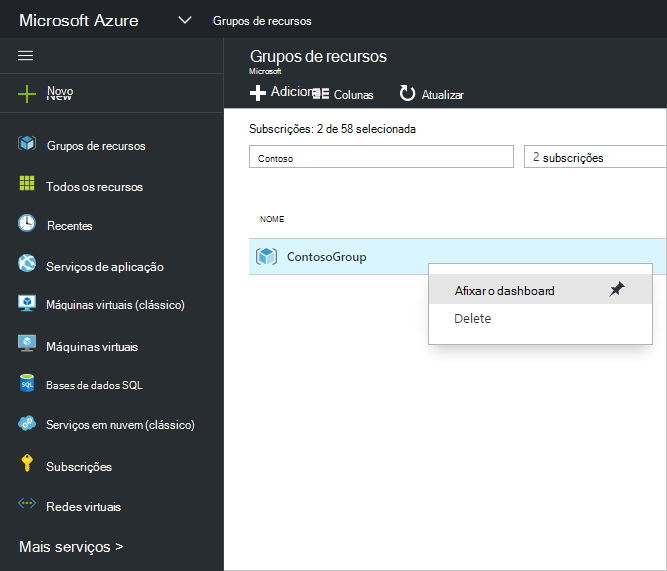 Microsoft Azure
Grupos de recursos
Novo
New
Grupos de recursos
Todos os recursos
Recentes
Serviços de aplicação
Máquinas virtuais (clássico)
Máquinas virtuais
Bases de dados SQL
Serviços em nuvem (clássico)
Subscrições
Redes virtuais
Mais serviços >
Grupos de recursos
Microsoft
Adicion Colunas Atualizar
Subscrições: 2 de 58 selecionada
Contoso
2 subscrições
NOME
ContosoGroup
Afixar o dashboard
Delete
SQL